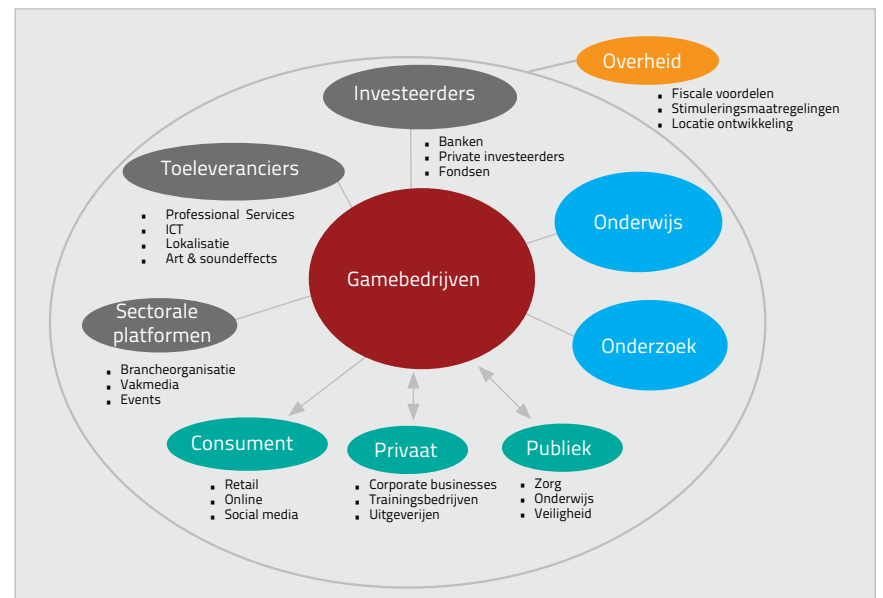 Overheid
▪ Fiscale voordelen
▪ Stimuleringsmaatregelingen
▪ Locatie ontwikkeling
Investeerders
▪ Banken
▪ Private investeerders
▪ Fondsen
Toeleveranciers
▪ Professional Services
▪ ICT
▪ Lokalisatie
▪ Art & soundeffects
Onderwijs
Gamebedrijven
Sectorale
platformen
▪ Brancheorganisatie
▪ Vakmedia
▪ Events
Onderzoek
Consument
▪ Retail
▪ Online
▪ Social media
Privaat
▪ Corporate businesses
▪ Trainingsbedrijven
▪ Uitgeverijen
Publiek
▪ Zorg
▪ Onderwijs
▪ Veiligheid